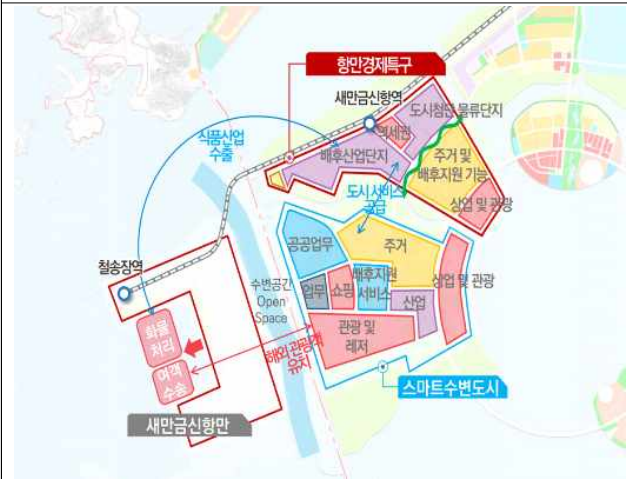 항만경제특구
새만금신항역
도시첨단 물류단지
역세권
식품산업
수출
배후산업단지
주거 및
배후지원 기능
도시 서비스
공급
상업 및 관광
공공업무
주거
철송장역
수변공간
Open
Space
업무
쇼핑
배후지원
서비스
상업 및 관광
산업
화물
처리
관광 및
레저
해외 관광객
유치
여객
수송
스마트수변도시
새만금신항만